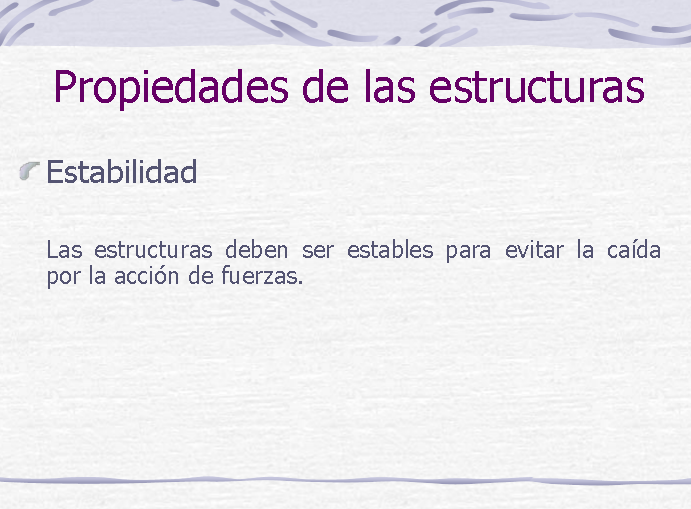 Propiedades de las estructuras
Estabilidad
Las estructuras deben ser estables para evitar la caída
por la acción de fuerzas.